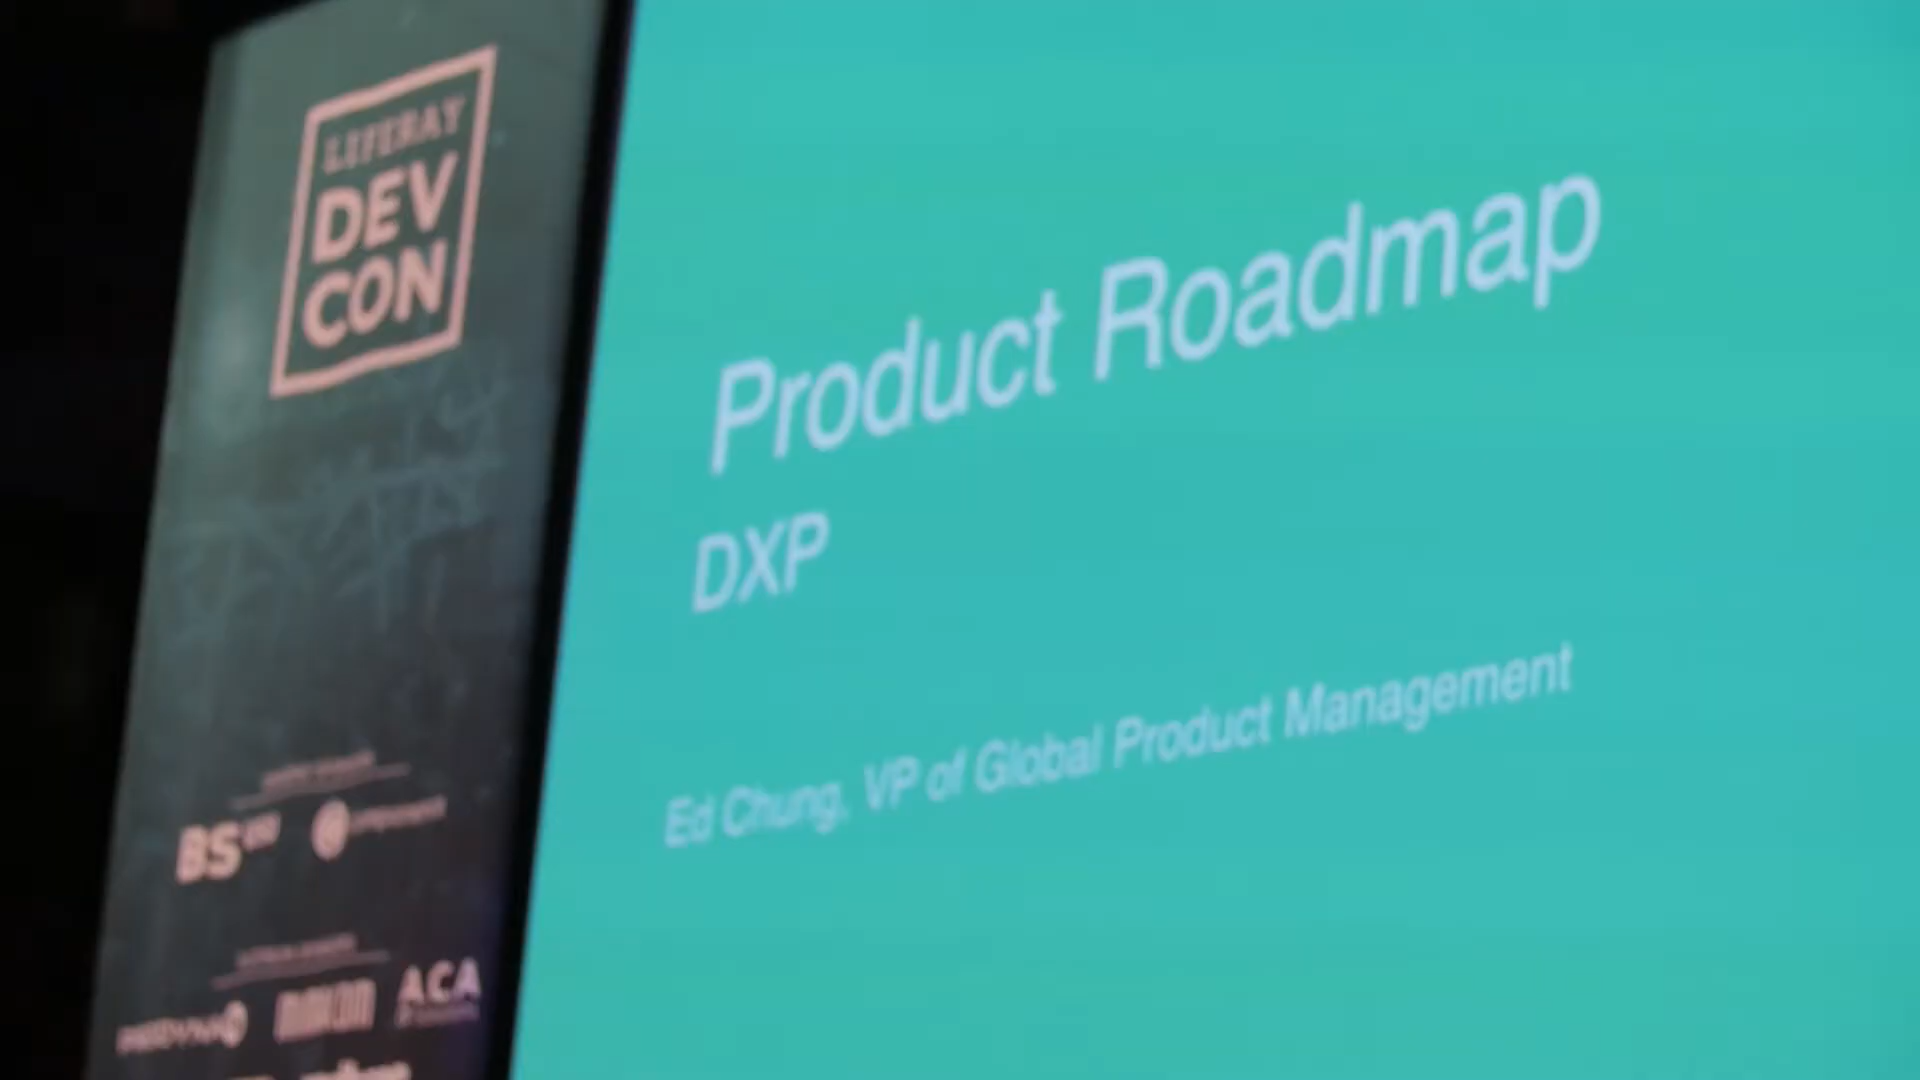 LIFERAY
DEV
CON
Product Roadmap
DXP
Ed Chung, VP of Global Product Management
BS
ACA